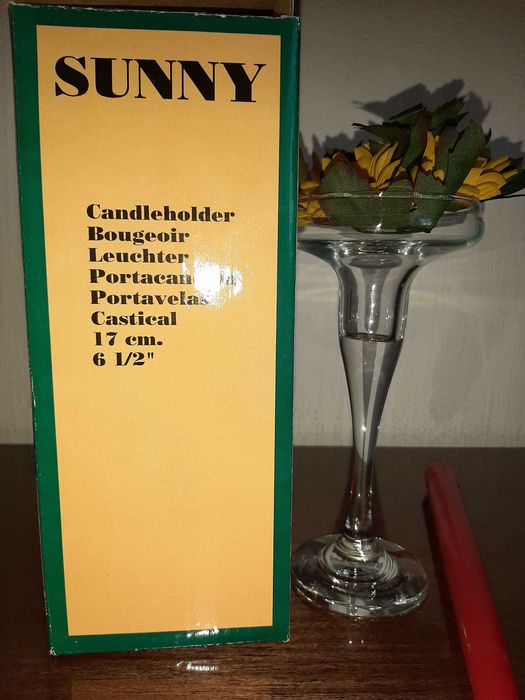 SUNNY
Candleholder
Bougeoir
Leuchter
Portavelas
Castical
17 cm.
6 1/2"